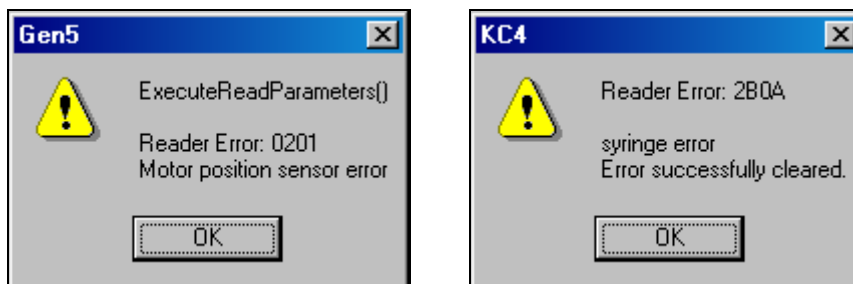 Gen5
ExecuteReadParameters()
Reader Error: 0201
Motor position sensor error
OK
KC4
Reader Error: 2B0A
syringe error
Error successfully cleared.
OK